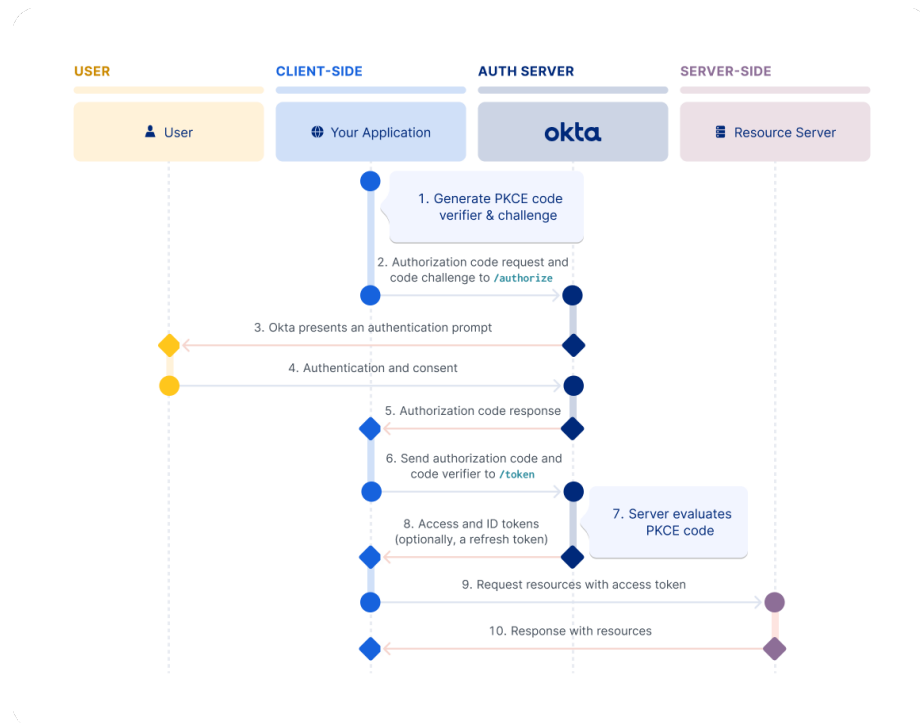 USER
CLIENT-SIDE
AUTH SERVER
SERVER-SIDE
User
Your Application
okta
Resource Server
1. Generate PKCE code
verifier & challenge
2. Authorization code request and
code challenge to /authorize
3. Okta presents an authentication prompt
4. Authentication and consent
5. Authorization code response
6. Send authorization code and
code verifier to /token
7. Server evaluates
PKCE code
8. Access and ID tokens
(optionally, a refresh token)
9. Request resources with access token
10. Response with resources